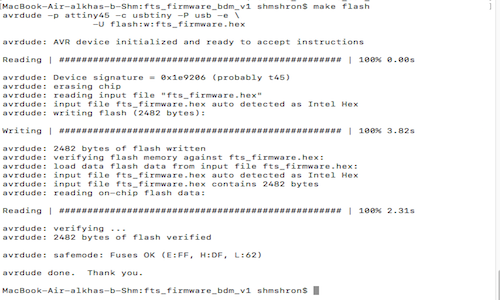 [MacBook-Air-alkhas-b-Shm:fts_firmware_bdm_v1 shmshron$ make flash
avrdude -p attiny45 -c usbtiny -P usb -e \
-U flash:w:fts_firmware.hex
avrdude: AVR device initialized and ready to accept instructions
Reading | ################################################## | 100% 0.00s
avrdude: Device signature = 0x1e9206 (probably t45)
avrdude: erasing chip
avrdude: reading input file "fts_firmware.hex"
avrdude: input file fts_firmware.hex auto detected as Intel Hex
avrdude: writing flash (2482 bytes):
Writing | ################################################## | 100% 3.82s
avrdude: 2482 bytes of flash written
avrdude: verifying flash memory against fts_firmware.hex:
avrdude: load data flash data from input file fts_firmware.hex:
avrdude: input file fts_firmware.hex auto detected as Intel Hex
avrdude: input file fts_firmware.hex contains 2482 bytes
avrdude: reading on-chip flash data:
Reading | ################################################## | 100% 2.31s
avrdude: verifying ...
avrdude: 2482 bytes of flash verified
avrdude: safemode: Fuses OK (E:FF, H:DF, L:62)
avrdude done.  Thank you.
MacBook-Air-alkhas-b-Shm:fts_firmware_bdm_v1 shmshron$